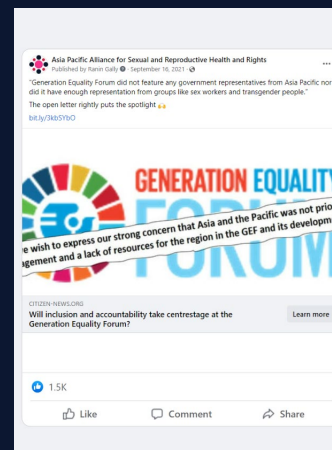 Asia Pacific Alliance for Sexual and Reproductive Health and Rights
Published by Ranin Gally · September 16, 2021 ·
"Generation Equality Forum did not feature any government representatives from Asia Pacific nor
did it have enough representation from groups like sex workers and transgender people."
The open letter rightly puts the spotlight
bit.ly/3kbSYbO
GENERATION EQUALITY
FORUM
e wish to express our strong concern that Asia and the Pacific was not prio
agement and a lack of resources for the region in the GEF and its developm
CITIZEN-NEWS.ORG
Will inclusion and accountability take centrestage at the
Generation Equality Forum?
Learn more
1.5K
Like
Comment
Share